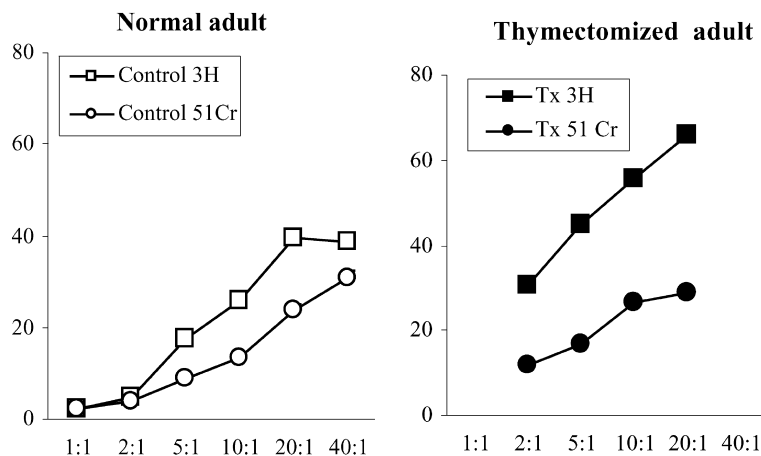 Normal adult
80
60
40
20
0
Control 3H
Control 51Cr
1:1 2:1 5:1 10:1 20:1 40:1
Thymectomized adult
80
60
40
20
0
Tx 3H
Tx 51 Cr
1:1 2:1 5:1 10:1 20:1 40:1